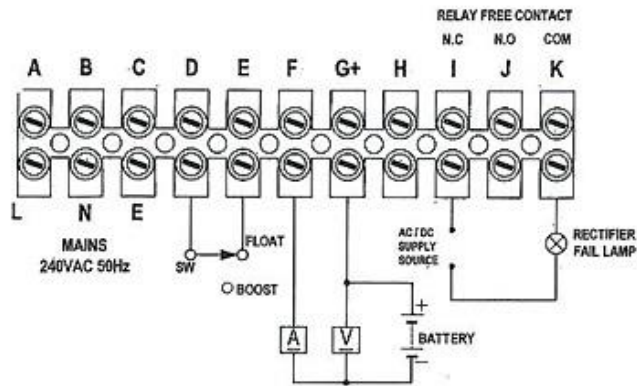 RELAY FREE CONTACT
N.C N.O COM
A B C D E F G+ H I J K
L N E
MAINS
240VAC 50Hz
SW
FLOAT
BOOST
AC/DC
SUPPLY
SOURCE
RECTIFIER
FAIL LAMP
+
BATTERY
–
A V